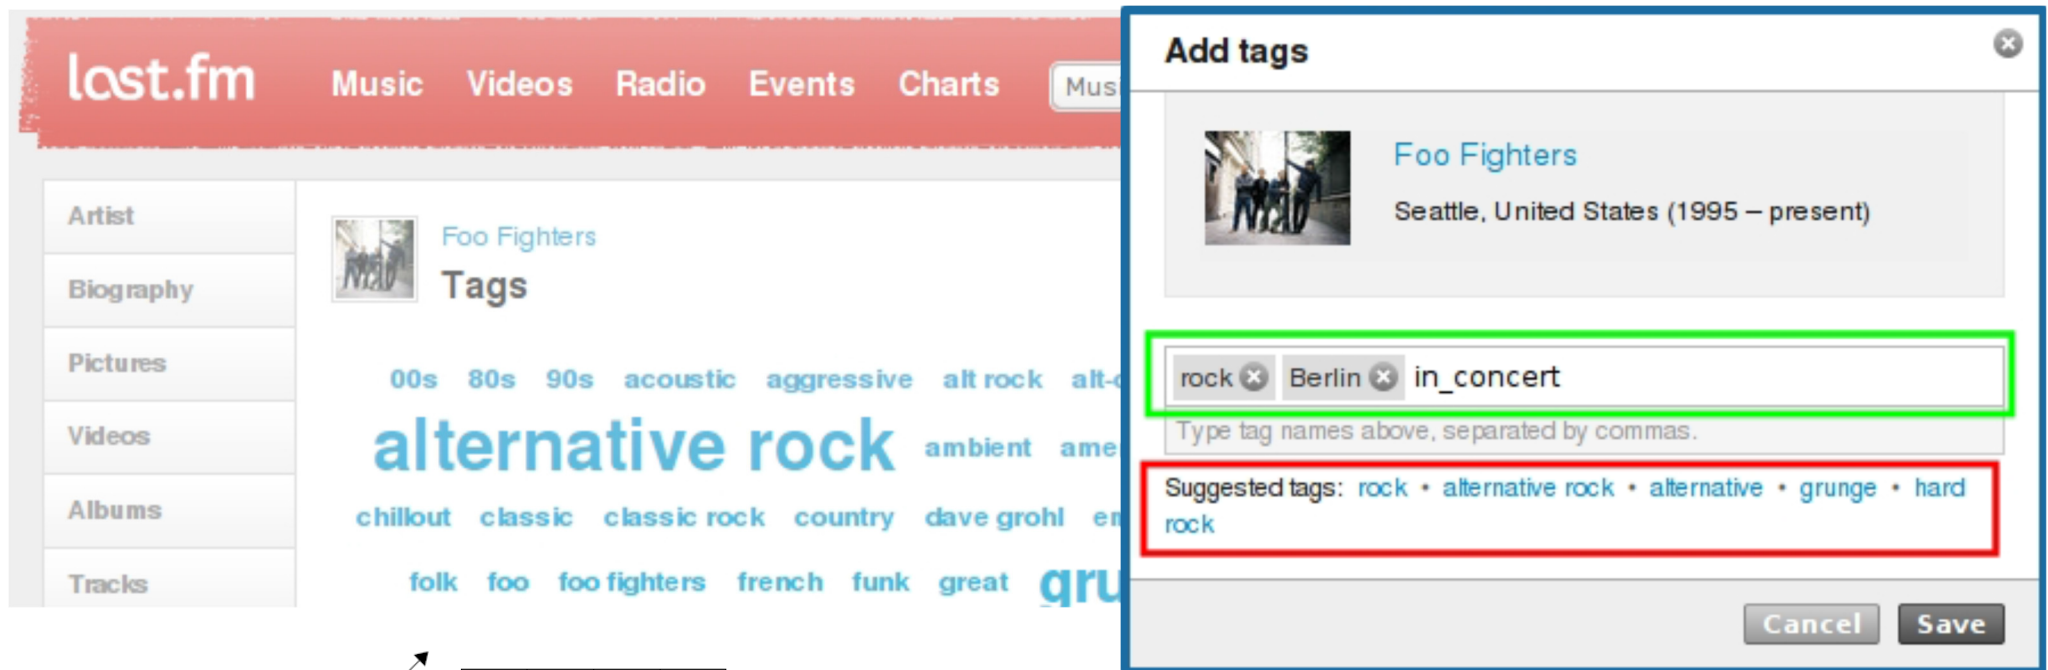 last.fm
Music Videos Radio Events Charts
Artist
Biography
Pictures
Videos
Albums
Tracks
Foo Fighters
Tags
00s 80s 90s acoustic aggressive alt rock
alternative rock ambient
chillout classic classic rock country dave grohl
folk foo foo fighters french funk great
Add tags
Foo Fighters
Seattle, United States (1995 – present)
rock Berlin in_concert
Type tag names above, separated by commas.
Suggested tags: rock • alternative rock • alternative • grunge • hard
rock
Cancel Save